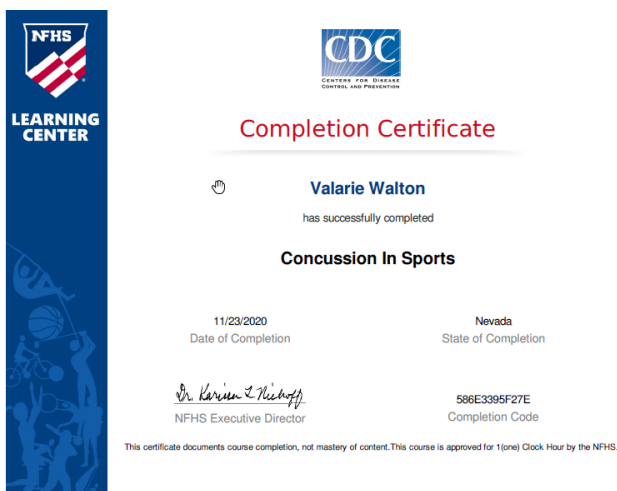 NFHS
LEARNING
CENTER
CDC
CENTERS FOR DISEASE
CONTROL AND PREVENTION
Completion Certificate
Valarie Walton
has successfully completed
Concussion In Sports
11/23/2020
Date of Completion
Nevada
State of Completion
Dr. Karissa L Niehoff
NFHS Executive Director
586E3395F27E
Completion Code
This certificate documents course completion, not mastery of content.This course is approved for 1(one) Clock Hour by the NFHS.